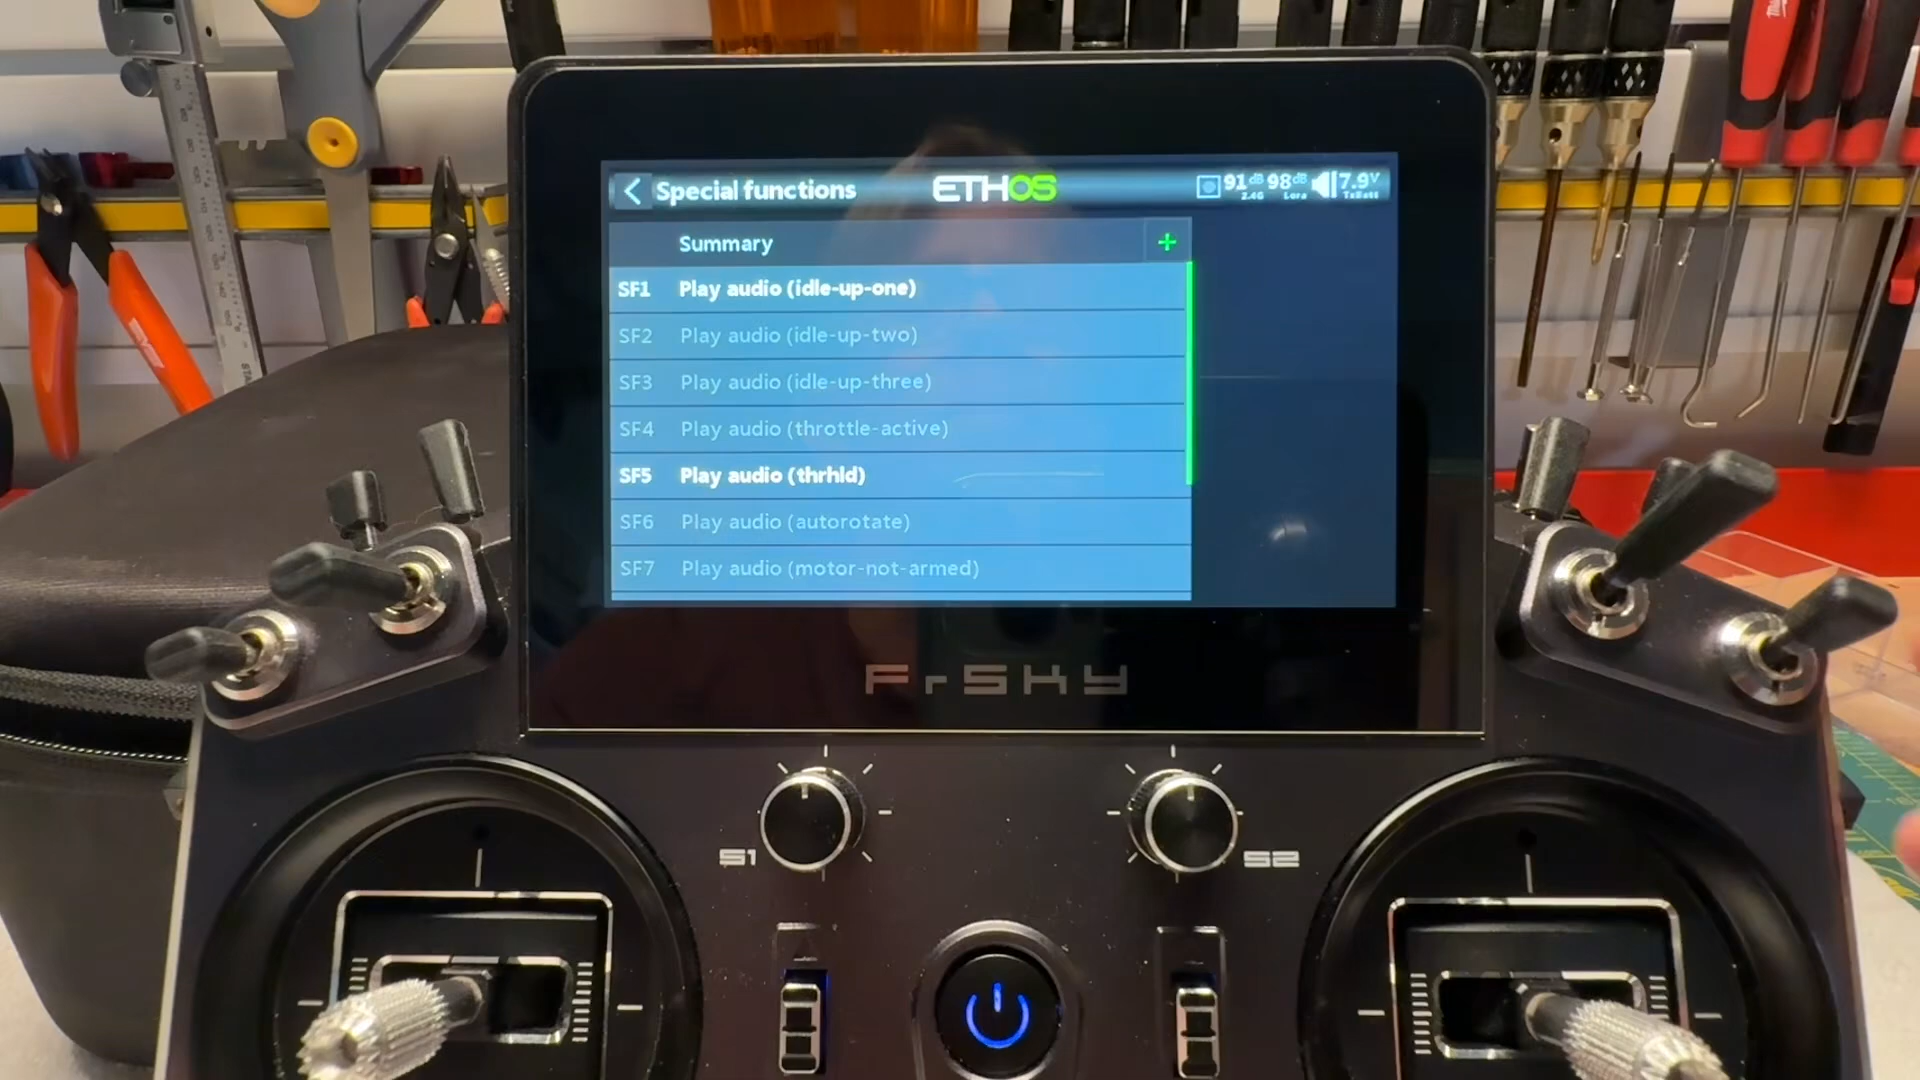 Special functions
ETHOS
91dB 98dB 7.9V
2.4G Lora TxBatt
Summary +
SF1 Play audio (idle-up-one)
SF2 Play audio (idle-up-two)
SF3 Play audio (idle-up-three)
SF4 Play audio (throttle-active)
SF5 Play audio (thrhld)
SF6 Play audio (autorotate)
SF7 Play audio (motor-not-armed)
FrSKY
S1
S2